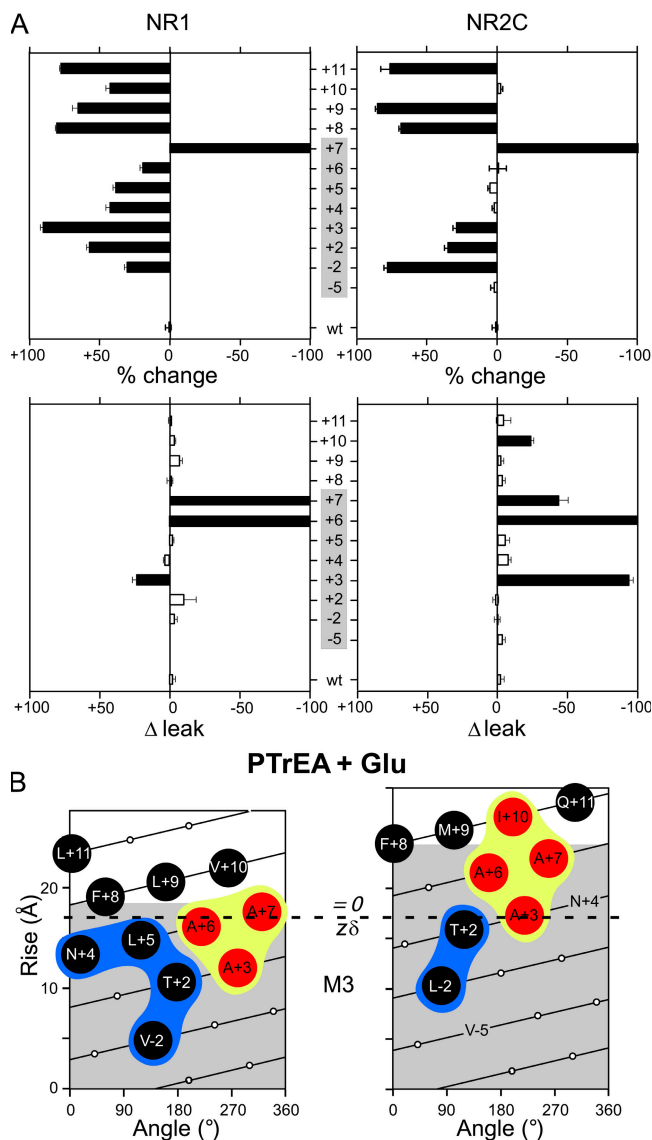 A
NR1
NR2C
+11
+10
+9
+8
+7
+6
+5
+4
+3
+2
-2
-5
wt
+100 +50 0 -50 -100
+100 +50 0 -50 -100
% change
% change
+11
+10
+9
+8
+7
+6
+5
+4
+3
+2
-2
-5
wt
+100 +50 0 -50 -100
+100 +50 0 -50 -100
Δ leak
Δ leak
PTrEA + Glu
B
Rise (Å)
20
10
0
L+11
F+8
L+9
V+10
N+4
L+5
A+6
A+7
T+2
A+3
V-2
0 90 180 270 360
Angle (°)
= 0
zδ
M3
F+8
M+9
I+10
Q+11
A+6
A+7
T+2
A+3
N+4
L-2
V-5
0 90 180 270 360
Angle (°)